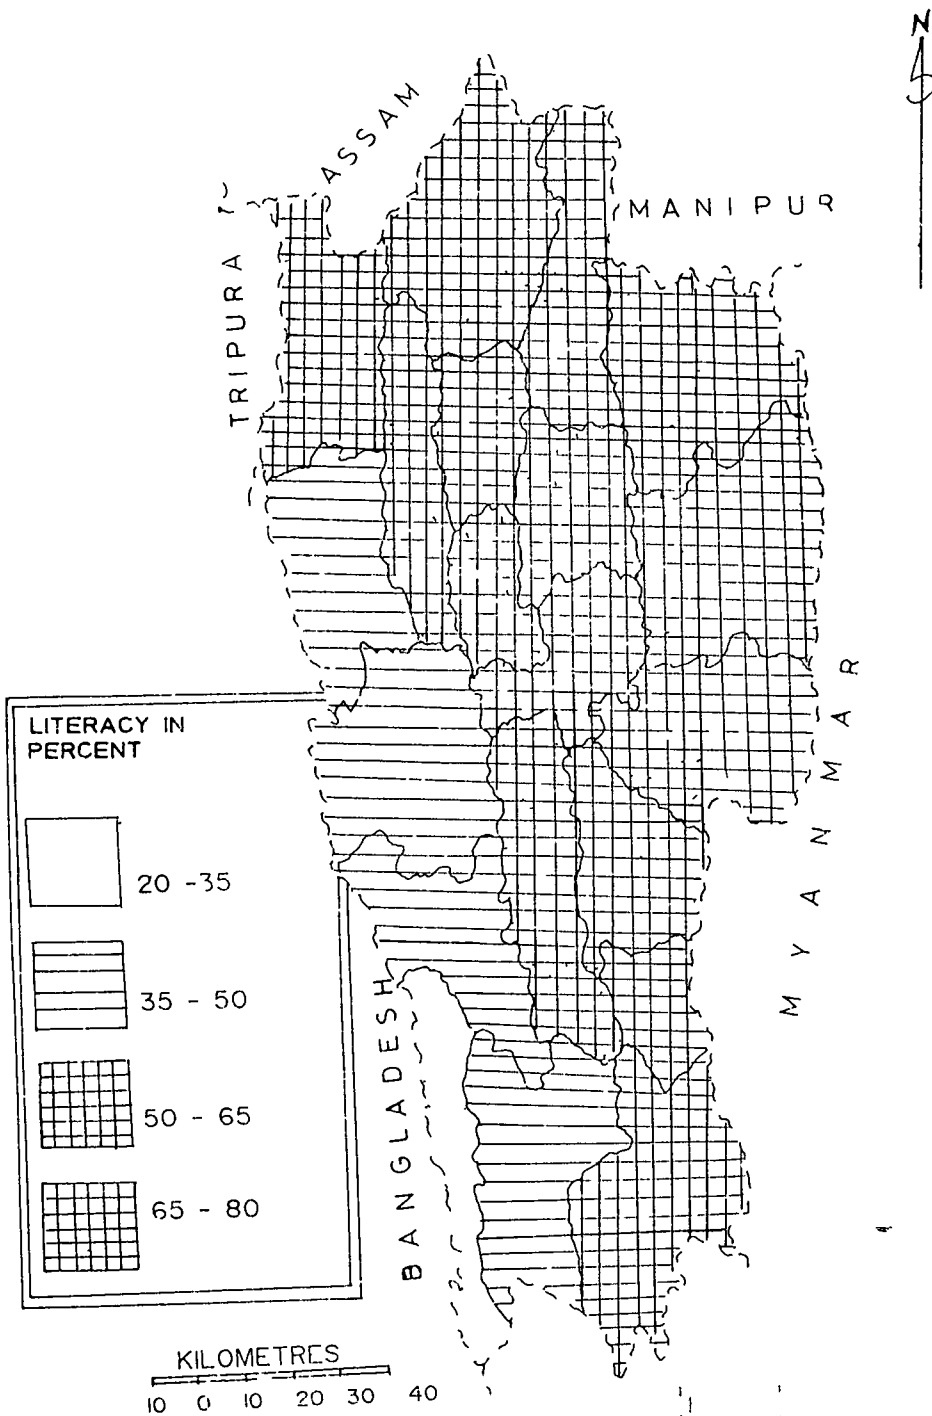 N
ASSAM
MANIPUR
TRIPURA
MYANMAR
BANGLADESH
LITERACY IN
PERCENT
20 -35
35 - 50
50 - 65
65 - 80
KILOMETRES
10 0 10 20 30 40